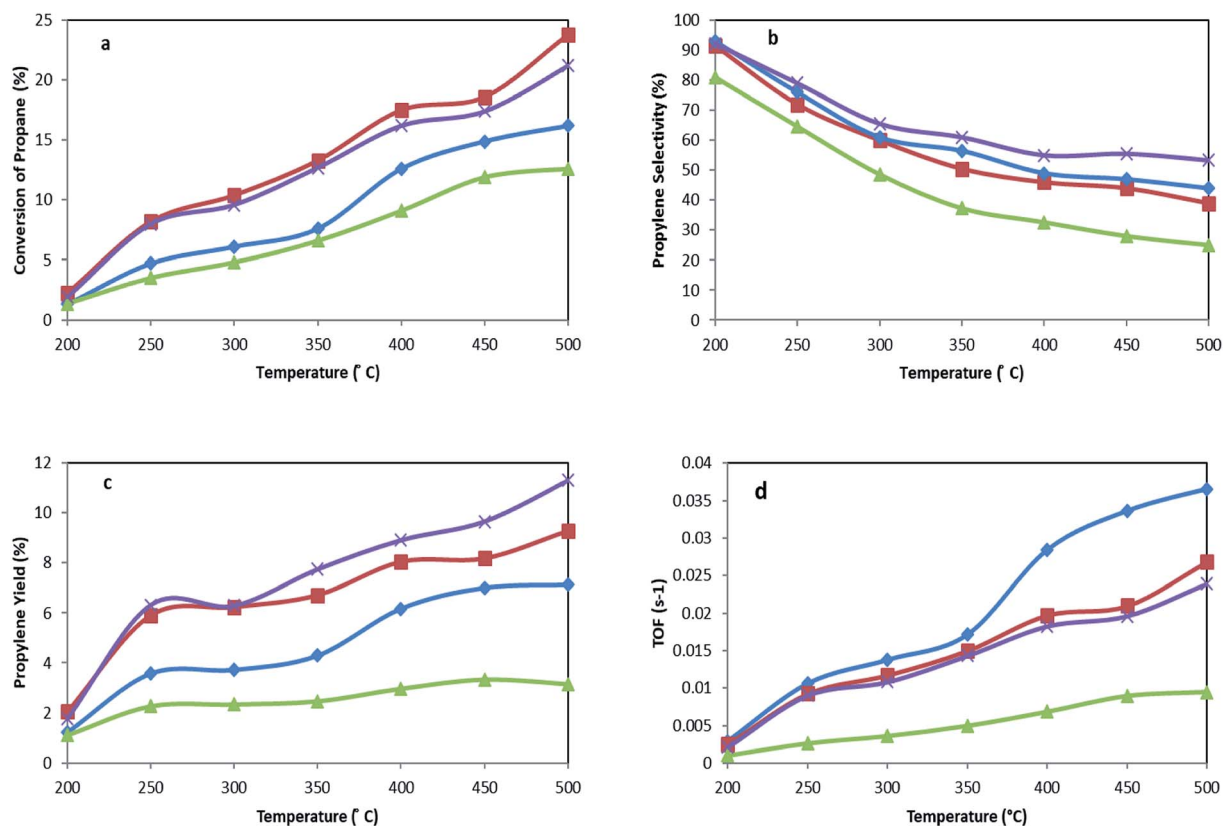 a
Conversion of Propane (%)
25
20
15
10
5
0
200 250 300 350 400 450 500
Temperature (° C)
b
Propylene Selectivity (%)
100
90
80
70
60
50
40
30
20
10
0
200 250 300 350 400 450 500
Temperature (° C)
c
Propylene Yield (%)
12
10
8
6
4
2
0
200 250 300 350 400 450 500
Temperature (° C)
d
TOF (s-1)
0.04
0.035
0.03
0.025
0.02
0.015
0.01
0.005
0
200 250 300 350 400 450 500
Temperature (°C)